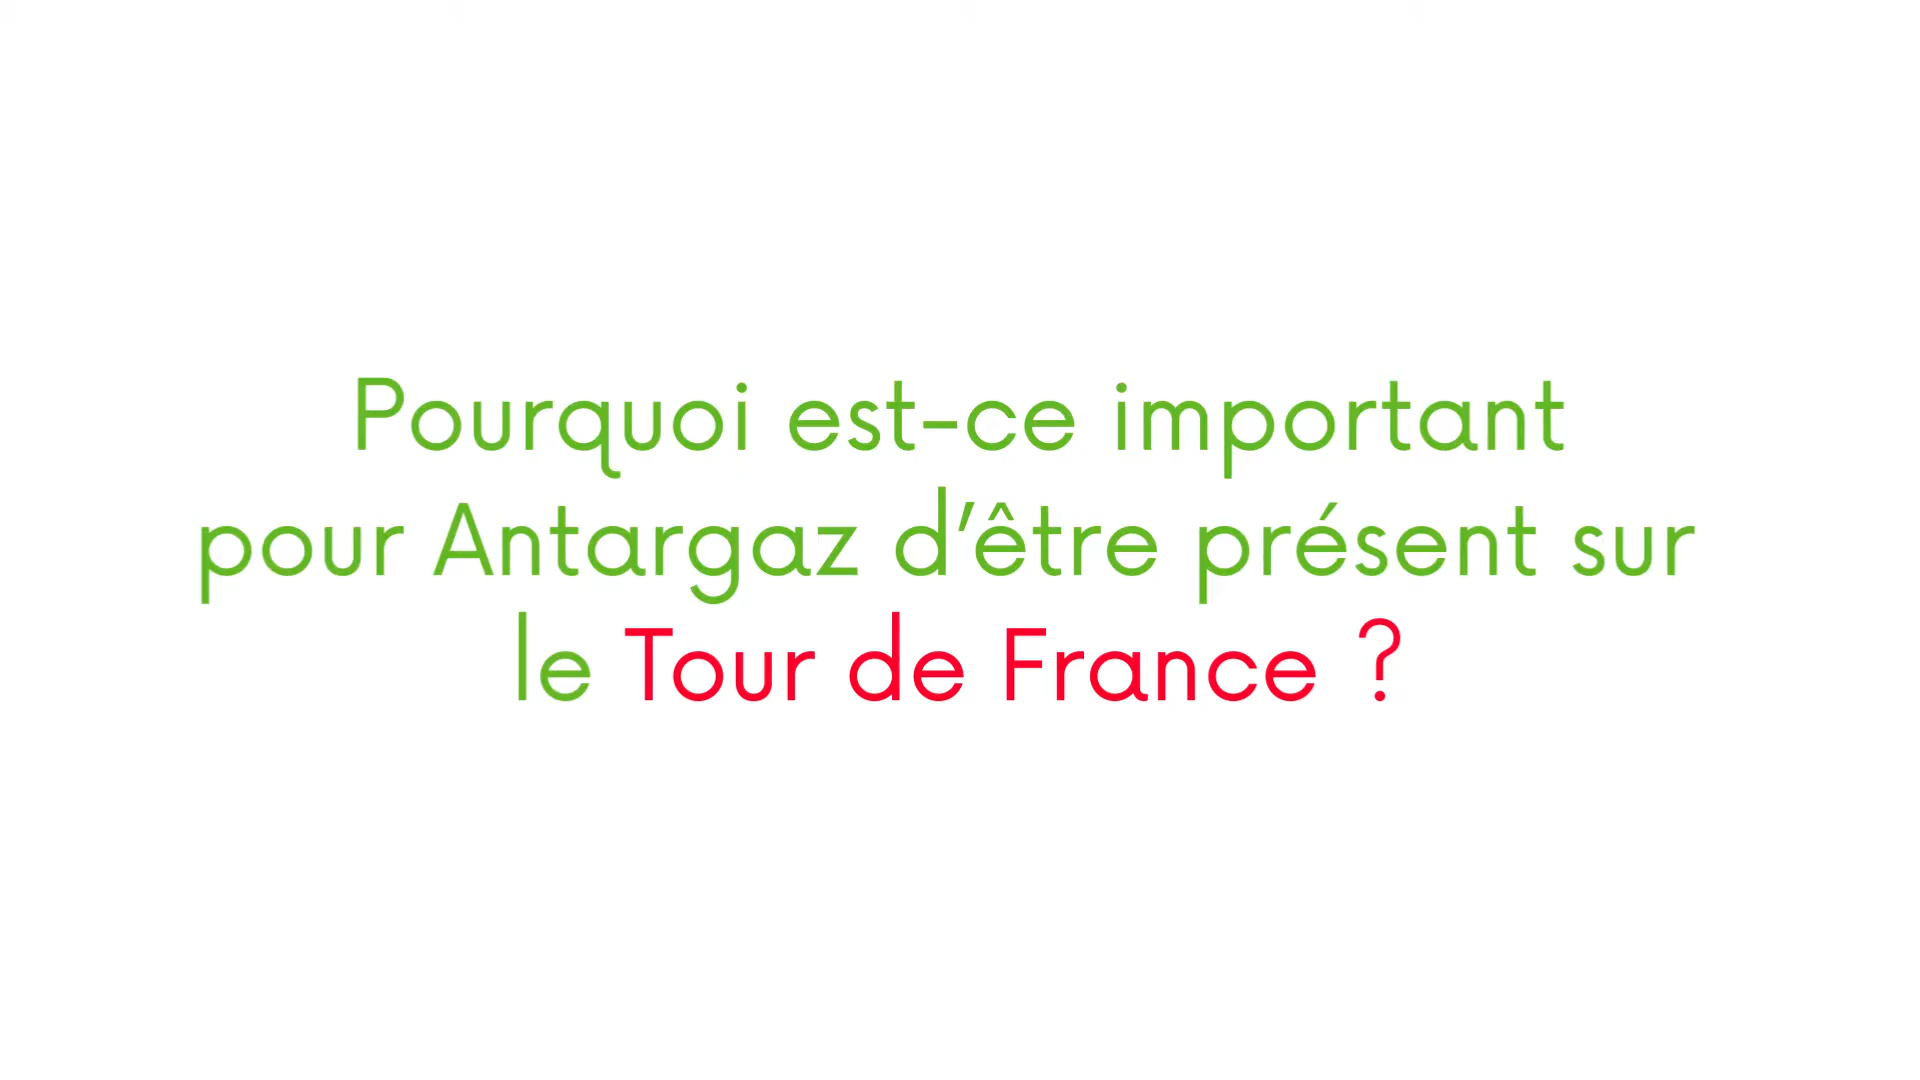 Pourquoi est-ce important
pour Antargaz d’être présent sur
le Tour de France ?